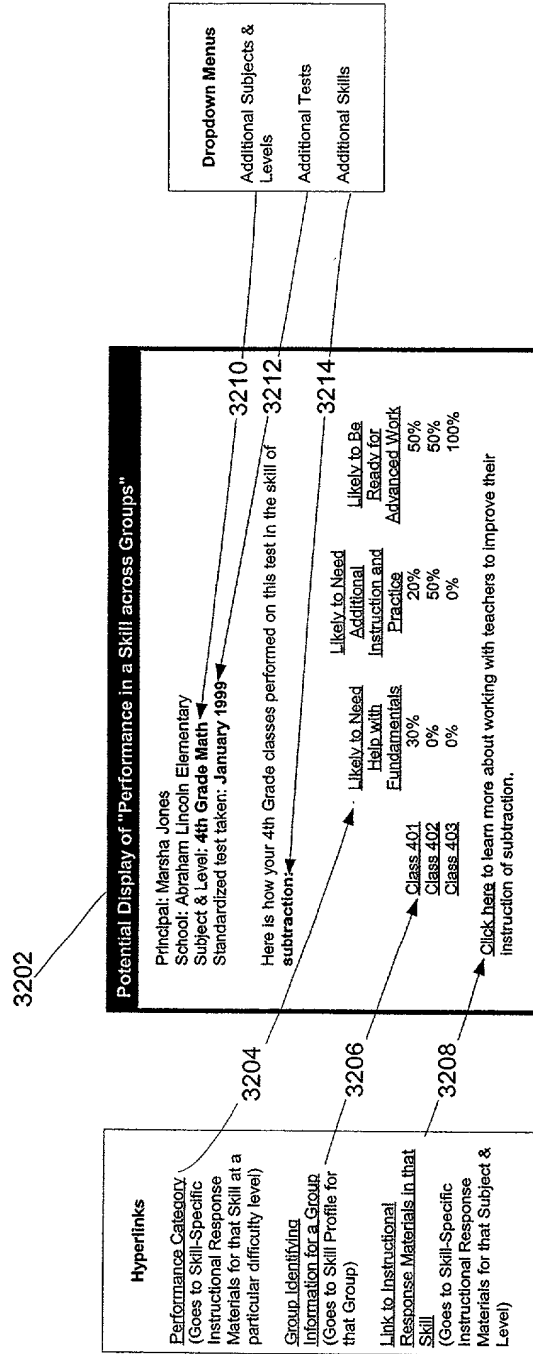 3202
Hyperlinks
Performance Category
(Goes to Skill-Specific
Instructional Response
Materials for that Skill at a
particular difficulty level)
Group Identifying
Information for a Group
(Goes to Skill Profile for
that Group)
Link to Instructional
Response Materials in that
Skill
(Goes to Skill-Specific
Instructional Response
Materials for that Subject &
Level)
3204
3206
3208
Potential Display of "Performance in a Skill across Groups"
Principal: Marsha Jones
School: Abraham Lincoln Elementary
Subject & Level: 4th Grade Math
Standardized test taken: January 1999
Here is how your 4th Grade classes performed on this test in the skill of
subtraction:
Likely to Need Help with Fundamentals
Likely to Need Additional Instruction and Practice
Likely to Be Ready for Advanced Work
Class 401 30% 20% 50%
Class 402 0% 50% 50%
Class 403 0% 0% 100%
Click here to learn more about working with teachers to improve their
instruction of subtraction.
3210
3212
3214
Dropdown Menus
Additional Subjects &
Levels
Additional Tests
Additional Skills